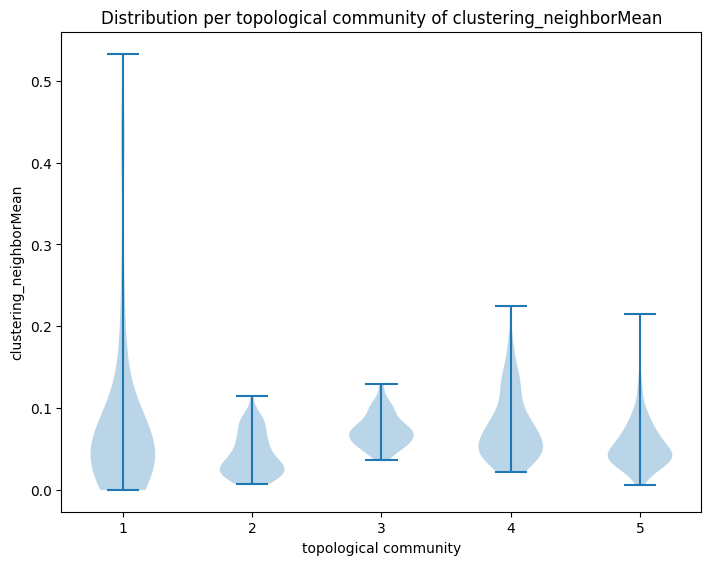 Distribution per topological community of clustering_neighborMean
clustering_neighborMean
0.5
0.4
0.3
0.2
0.1
0.0
1 2 3 4 5
topological community